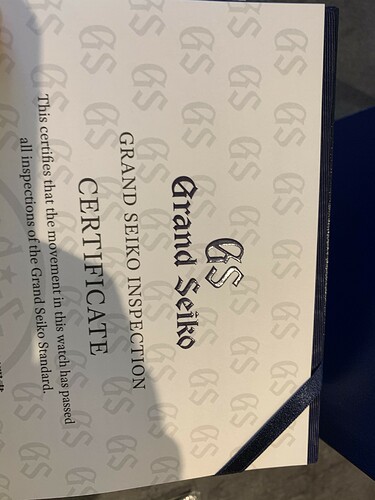 GS
Grand Seiko
GRAND SEIKO INSPECTION
CERTIFICATE
This certifies that the movement in this watch has passed
all inspections of the Grand Seiko Standard.